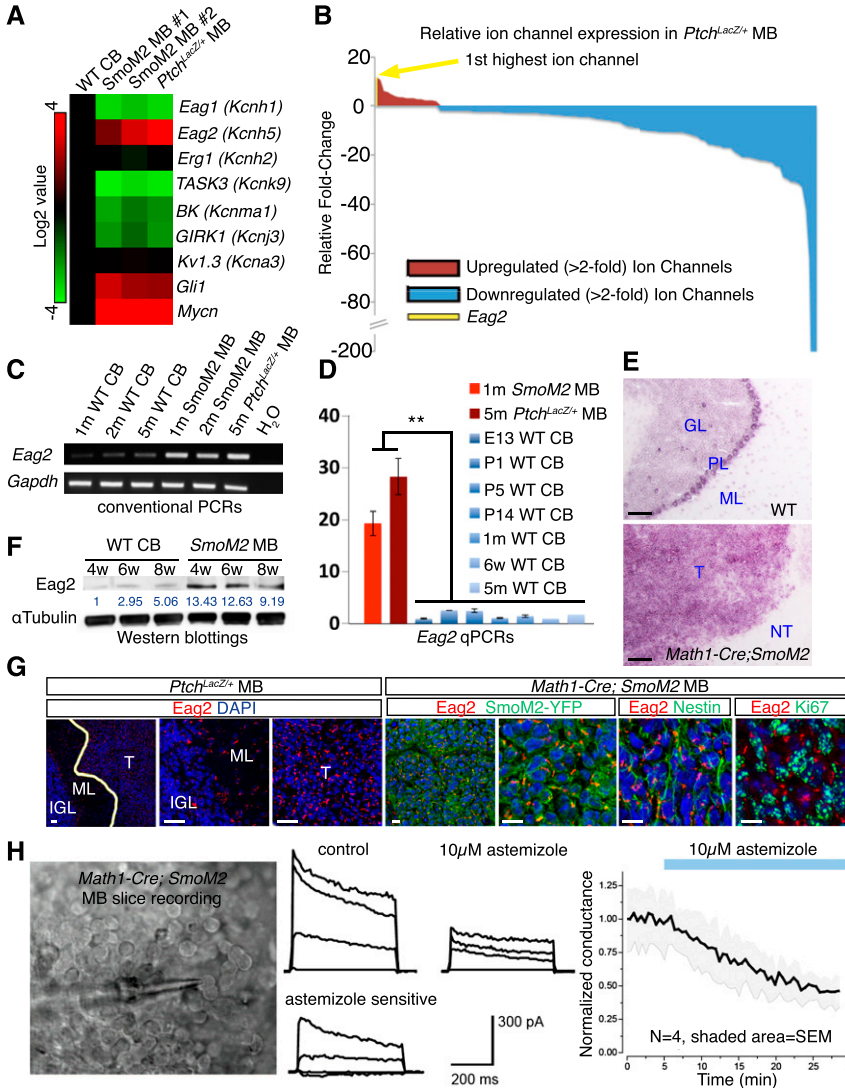 A
WT CB
SmoM2 MB #1
SmoM2 MB #2
Ptch^LacZ/+ MB
4
Log2 value
-4
Eag1 (Kcnh1)
Eag2 (Kcnh5)
Erg1 (Kcnh2)
TASK3 (Kcnk9)
BK (Kcnma1)
GIRK1 (Kcnj3)
Kv1.3 (Kcna3)
Gli1
Mycn
B
Relative ion channel expression in Ptch^LacZ/+ MB
1st highest ion channel
Relative Fold-Change
20
0
-20
-40
-60
-80
-200
Upregulated (>2-fold) Ion Channels
Downregulated (>2-fold) Ion Channels
Eag2
C
1m WT CB
2m WT CB
5m WT CB
1m SmoM2 MB
2m SmoM2 MB
5m Ptch^LacZ/+ MB
H2O
Eag2
Gapdh
conventional PCRs
D
40
30
20
10
0
**
1m SmoM2 MB
5m Ptch^LacZ/+ MB
E13 WT CB
P1 WT CB
P5 WT CB
P14 WT CB
1m WT CB
6w WT CB
5m WT CB
Eag2 qPCRs
E
GL
PL
ML
WT
T
NT
Math1-Cre;SmoM2
F
WT CB
SmoM2 MB
4w 6w 8w 4w 6w 8w
Eag2
1 2.95 5.06 13.43 12.63 9.19
αTubulin
Western blottings
G
Ptch^LacZ/+ MB
Math1-Cre; SmoM2 MB
Eag2 DAPI
Eag2 SmoM2-YFP
Eag2 Nestin
Eag2 Ki67
IGL
ML
T
IGL
ML
T
H
Math1-Cre; SmoM2
MB slice recording
control
10µM astemizole
astemizole sensitive
300 pA
200 ms
10µM astemizole
Normalized conductance
1.25
1.00
0.75
0.50
0.25
0.00
N=4, shaded area=SEM
0 5 10 15 20 25
Time (min)